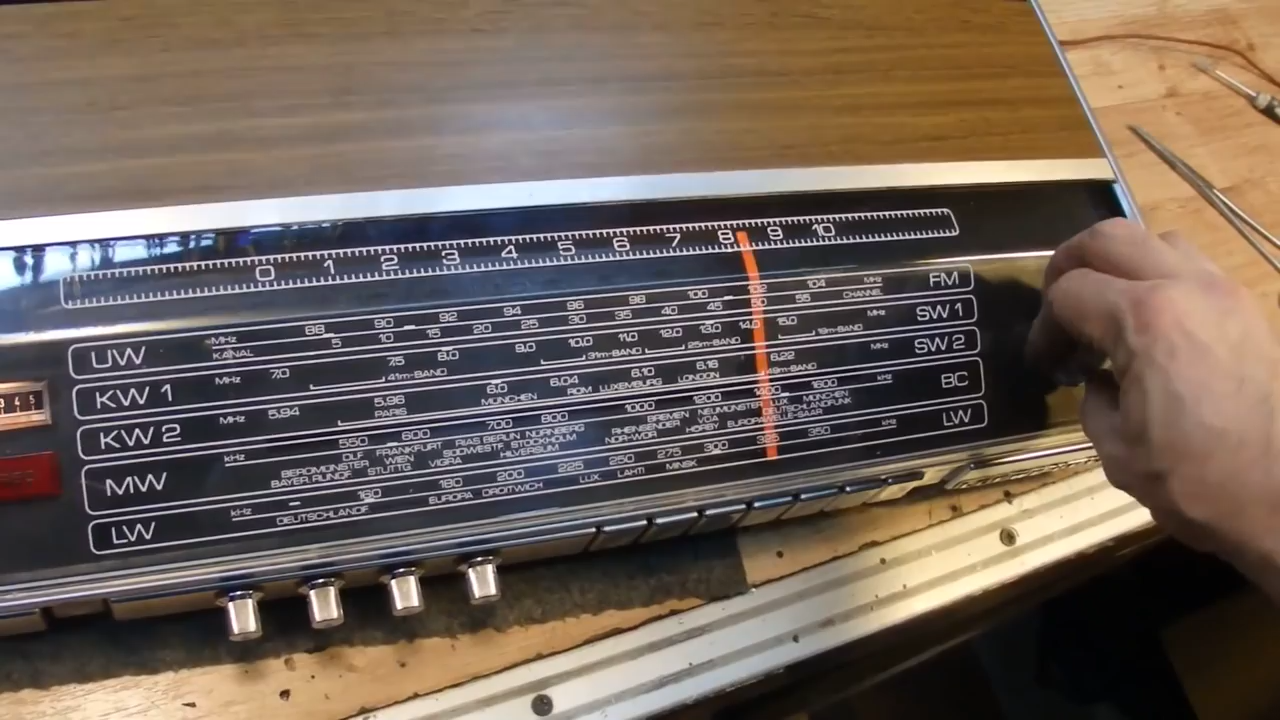 0 1 2 3 4 5 6 7 8 9 10
UW MHz 88 90 92 94 96 98 100 102 104 MHz FM
KANAL 5 10 15 20 25 30 35 40 45 50 55 CHANNEL
KW 1 MHz 7,0 7,5 8,0 9,0 10,0 11,0 12,0 13,0 14,0 15,0 MHz SW 1
41m-BAND 31m-BAND 25m-BAND 19m-BAND
KW 2 MHz 5.94 5.96 6.0 6.04 6.10 6.16 6.22 MHz SW 2
PARIS MÜNCHEN ROM LUXEMBURG LONDON 49m-BAND
MW kHz 550 600 700 800 1000 1200 1400 1600 kHz BC
DLF FRANKFURT RIAS BERLIN NÜRNBERG BREMEN NEUMÜNSTER LUX MÜNCHEN
BEROMÜNSTER WIEN SÜDWESTF. STOCKHOLM RHEINSENDER VOA DEUTSCHLANDFUNK
BAYER. RUNDF. STUTTG. VIGRA HILVERSUM NOR-WDR HÖRBY EUROPAWELLE-SAAR
LW kHz 160 180 200 225 250 275 300 325 350 kHz LW
DEUTSCHLANDF. EUROPA DROITWICH LUX. LAHTI MINSK
3 4 5